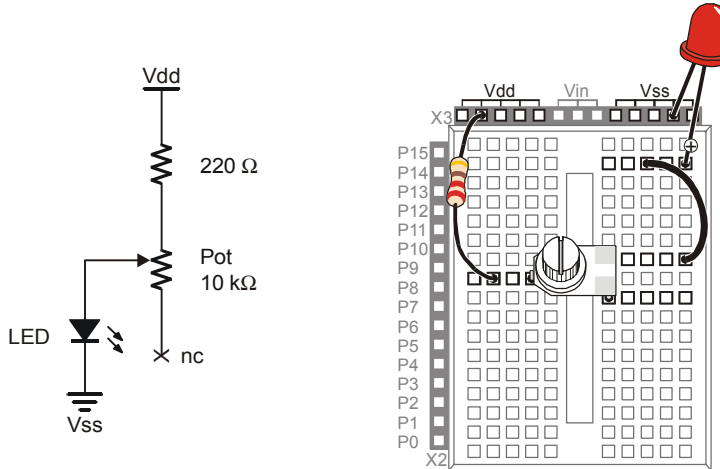 Vdd
220 Ω
Pot
10 kΩ
LED
nc
Vss
Vdd
Vin
Vss
X3
+
P15
P14
P13
P12
P11
P10
P9
P8
P7
P6
P5
P4
P3
P2
P1
P0
X2